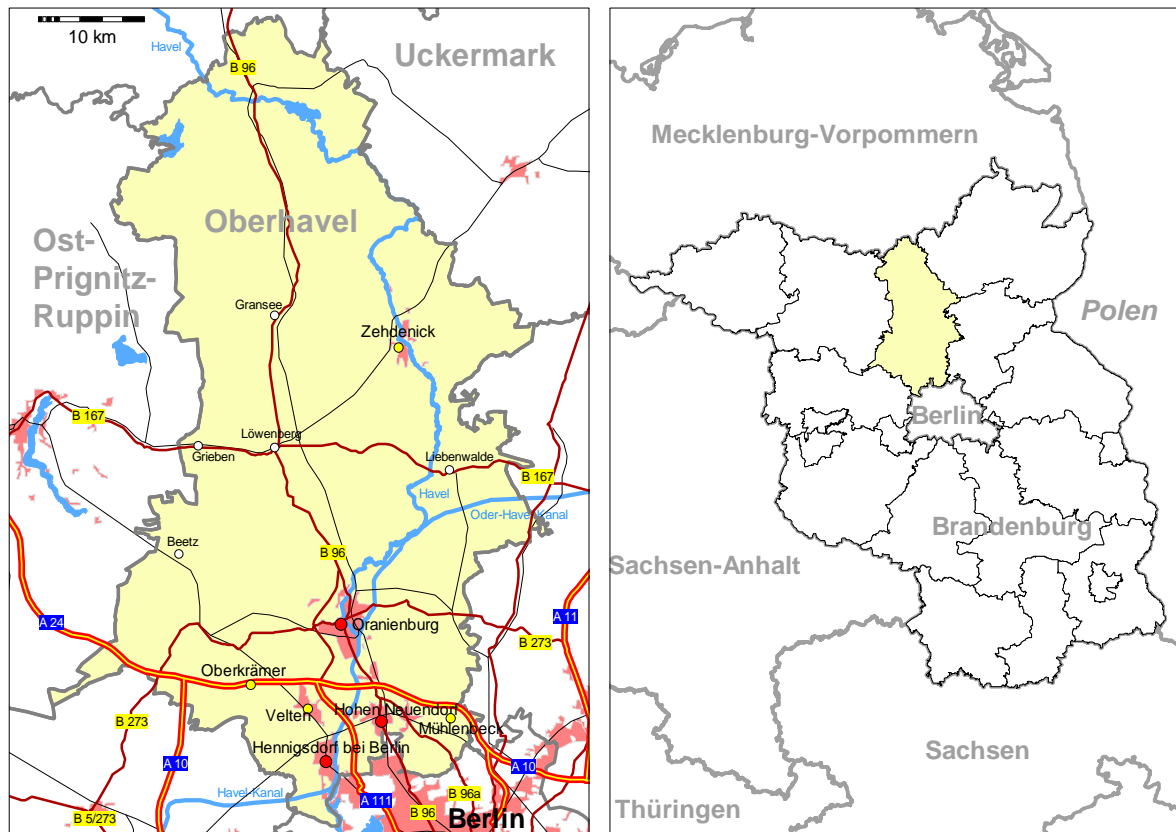 10 km
Havel
Uckermark
B 96
Oberhavel
Ost-
Prignitz-
Ruppin
Gransee
Zehdenick
B 167
Löwenberg
Grieben
Liebenwalde
B 167
Havel
Oder-Havel-Kanal
B 96
Beetz
A 24
A 11
Oranienburg
B 273
Oberkrämer
Velten
Hohen Neuendorf
Mühlenbeck
B 273
Hennigsdorf bei Berlin
A 10
A 10
Havel-Kanal
A 111
B 96a
B 5/273
B 96
Berlin
Mecklenburg-Vorpommern
Polen
Berlin
Brandenburg
Sachsen-Anhalt
Sachsen
Thüringen